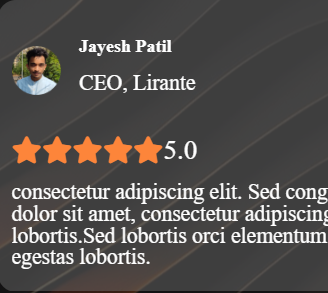 Jayesh Patil
CEO, Lirante
5.0
consectetur adipiscing elit. Sed cong
dolor sit amet, consectetur adipiscing
lobortis.Sed lobortis orci elementum
egestas lobortis.